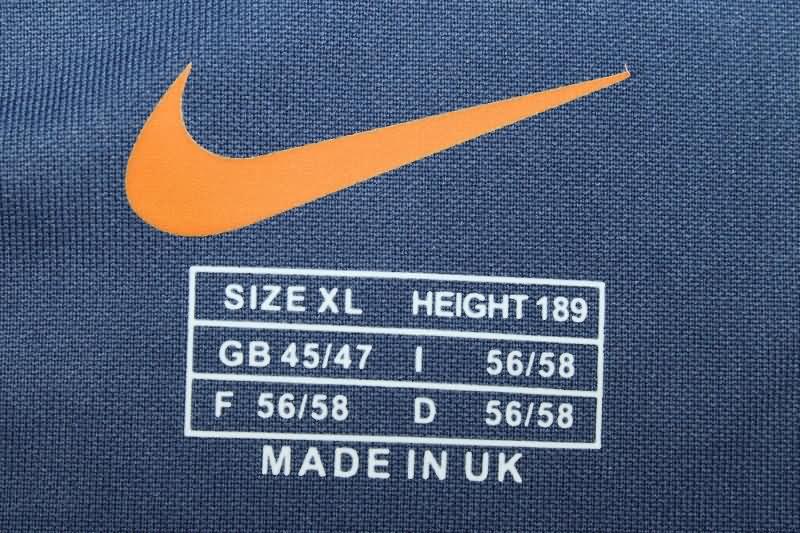 SIZE XL HEIGHT 189
GB 45/47 I 56/58
F 56/58 D 56/58
MADE IN UK